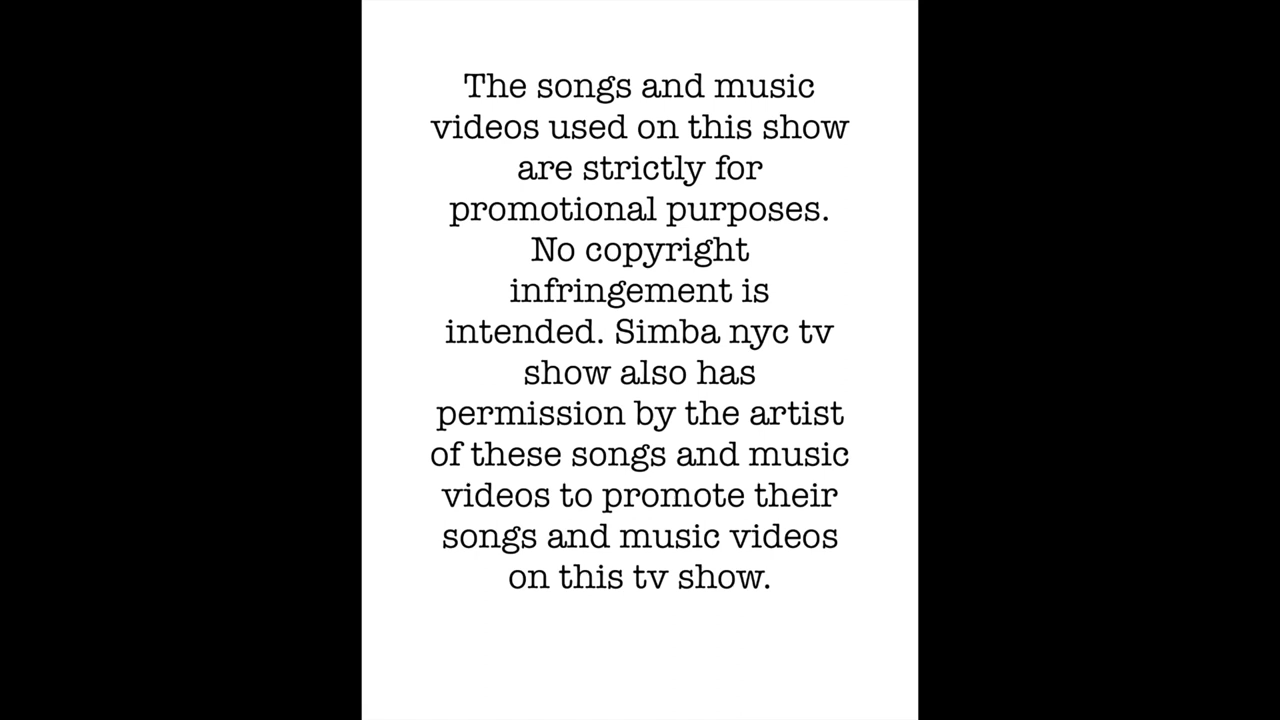 The songs and music
videos used on this show
are strictly for
promotional purposes.
No copyright
infringement is
intended. Simba nyc tv
show also has
permission by the artist
of these songs and music
videos to promote their
songs and music videos
on this tv show.